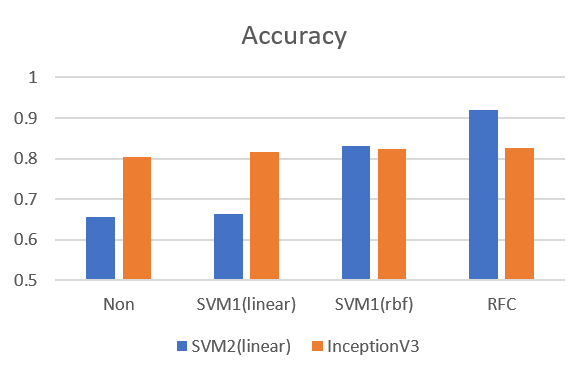 Accuracy
1
0.9
0.8
0.7
0.6
0.5
Non SVM1(linear) SVM1(rbf) RFC
SVM2(linear) InceptionV3